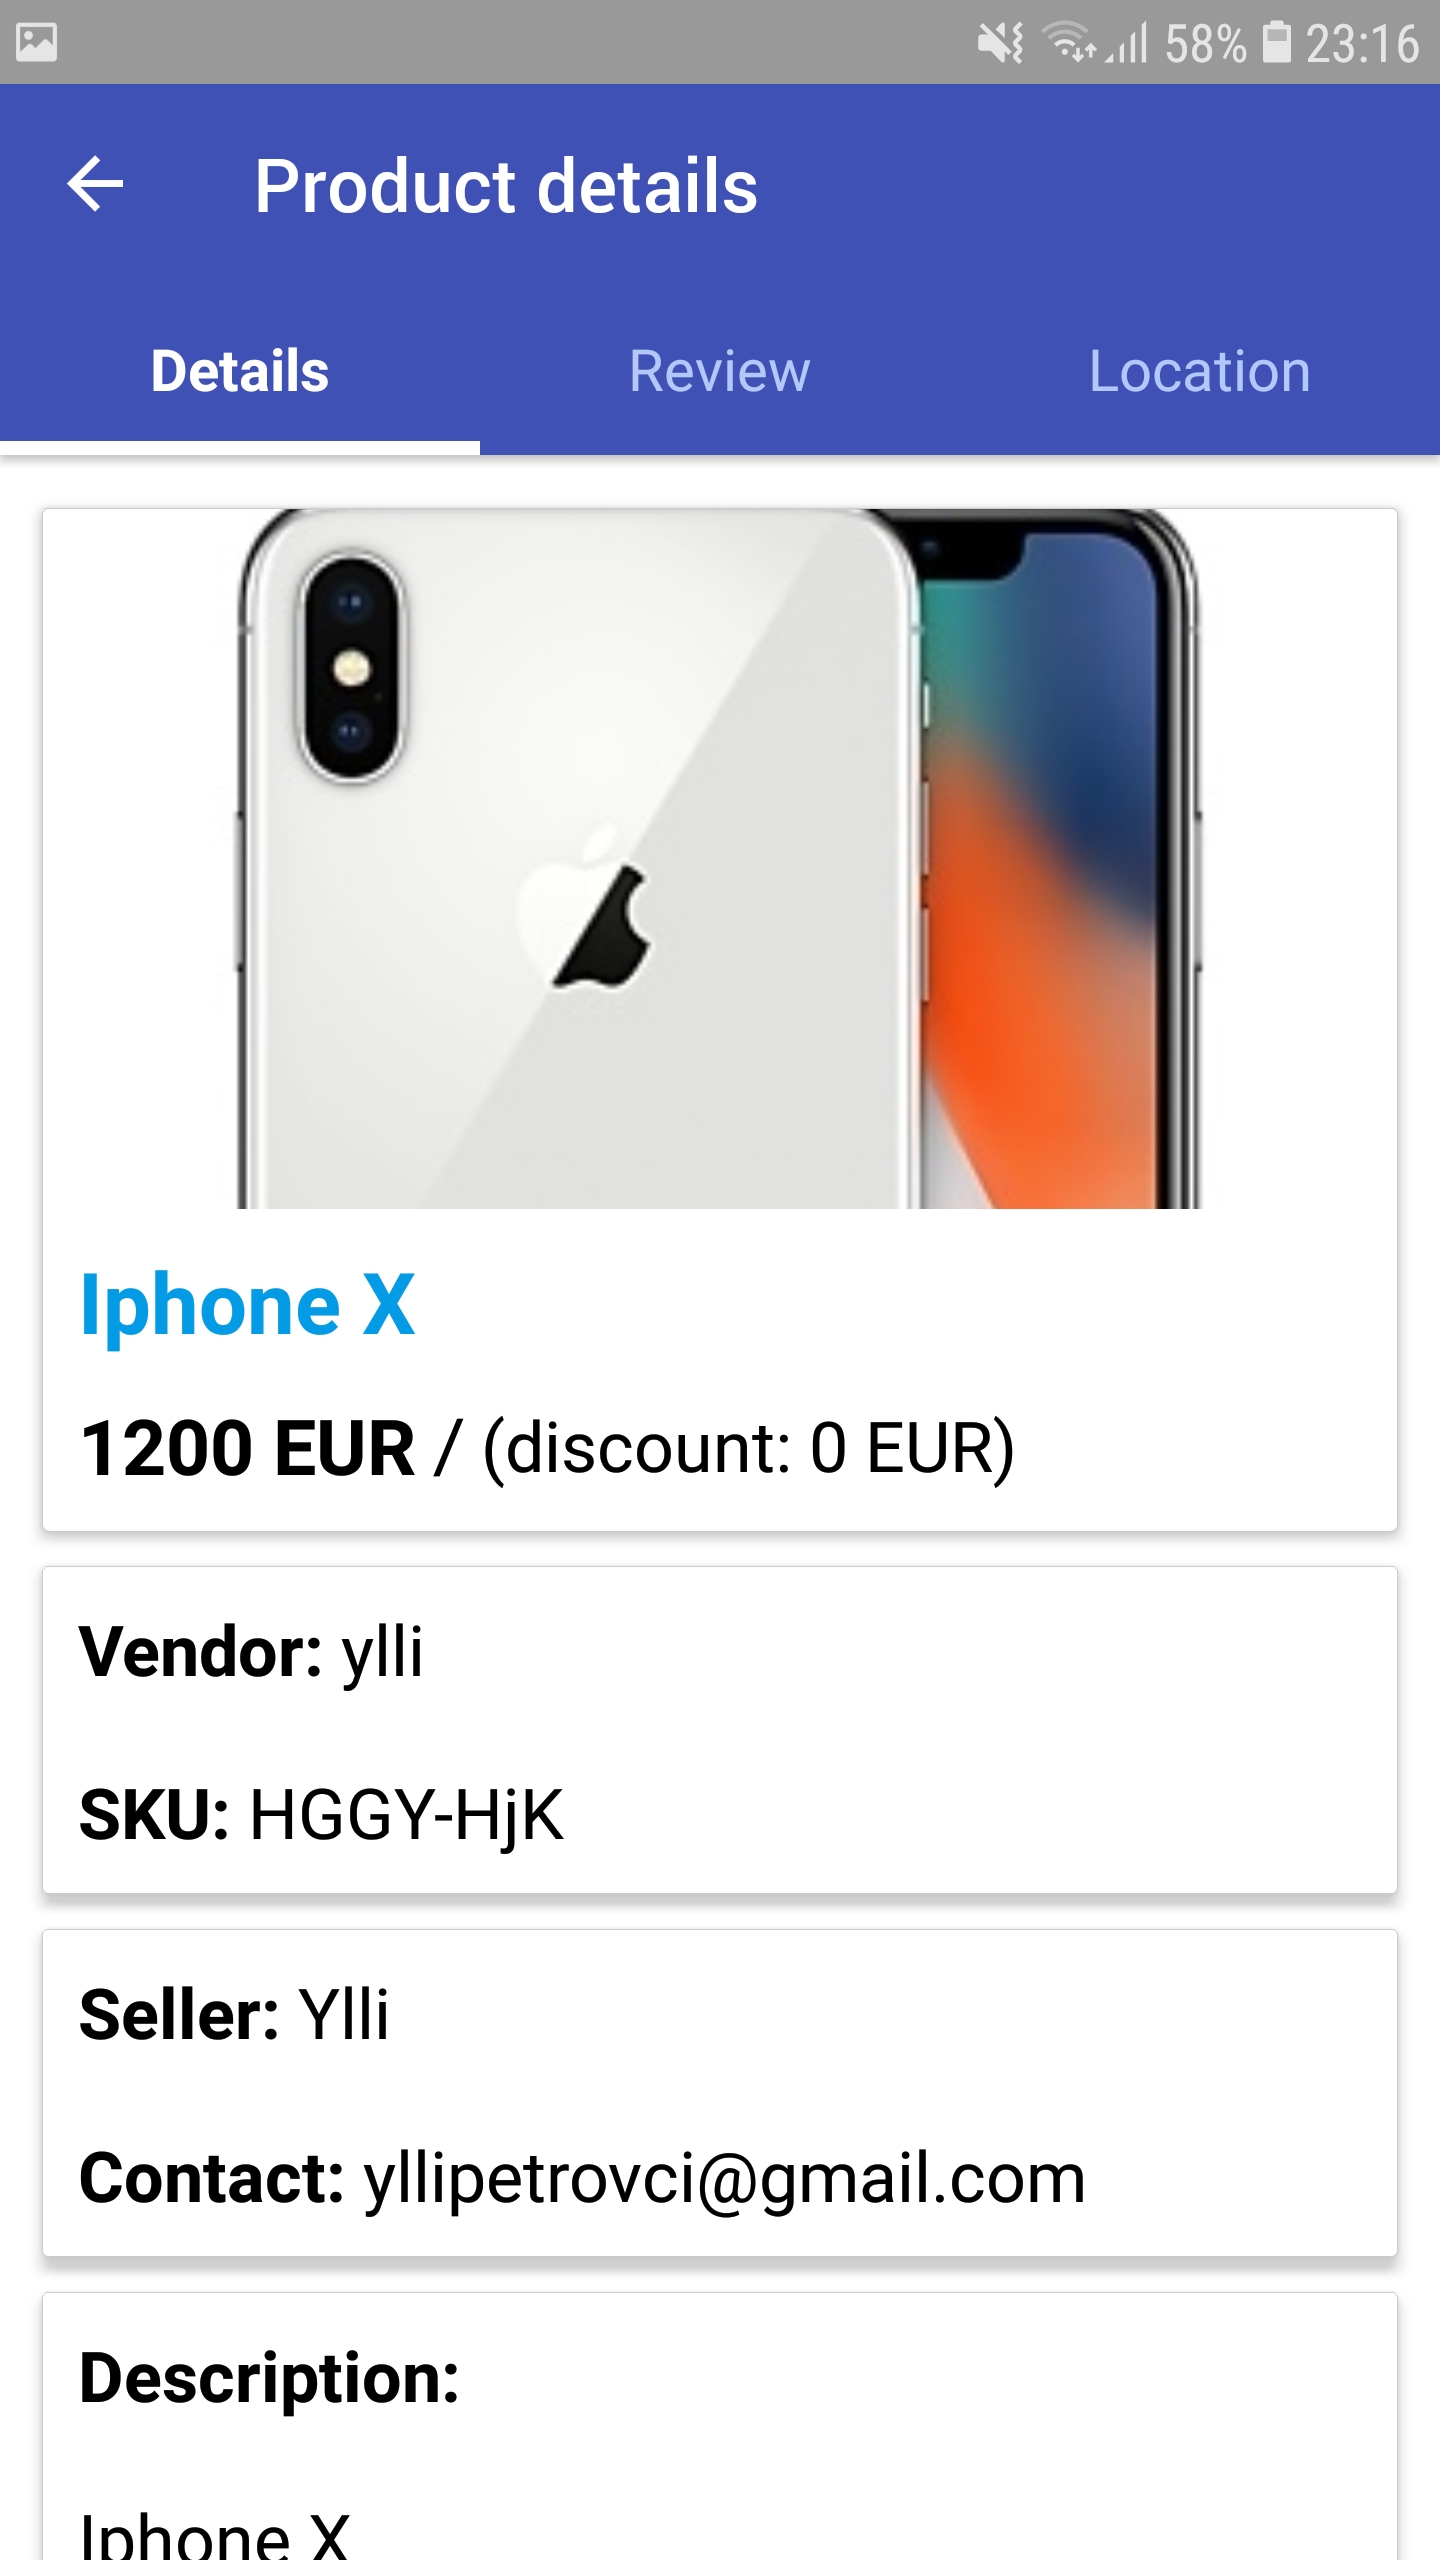 58% 23:16
Product details
Details Review Location
Iphone X
1200 EUR / (discount: 0 EUR)
Vendor: ylli
SKU: HGGY-HjK
Seller: Ylli
Contact: yllipetrovci@gmail.com
Description:
Iphone X